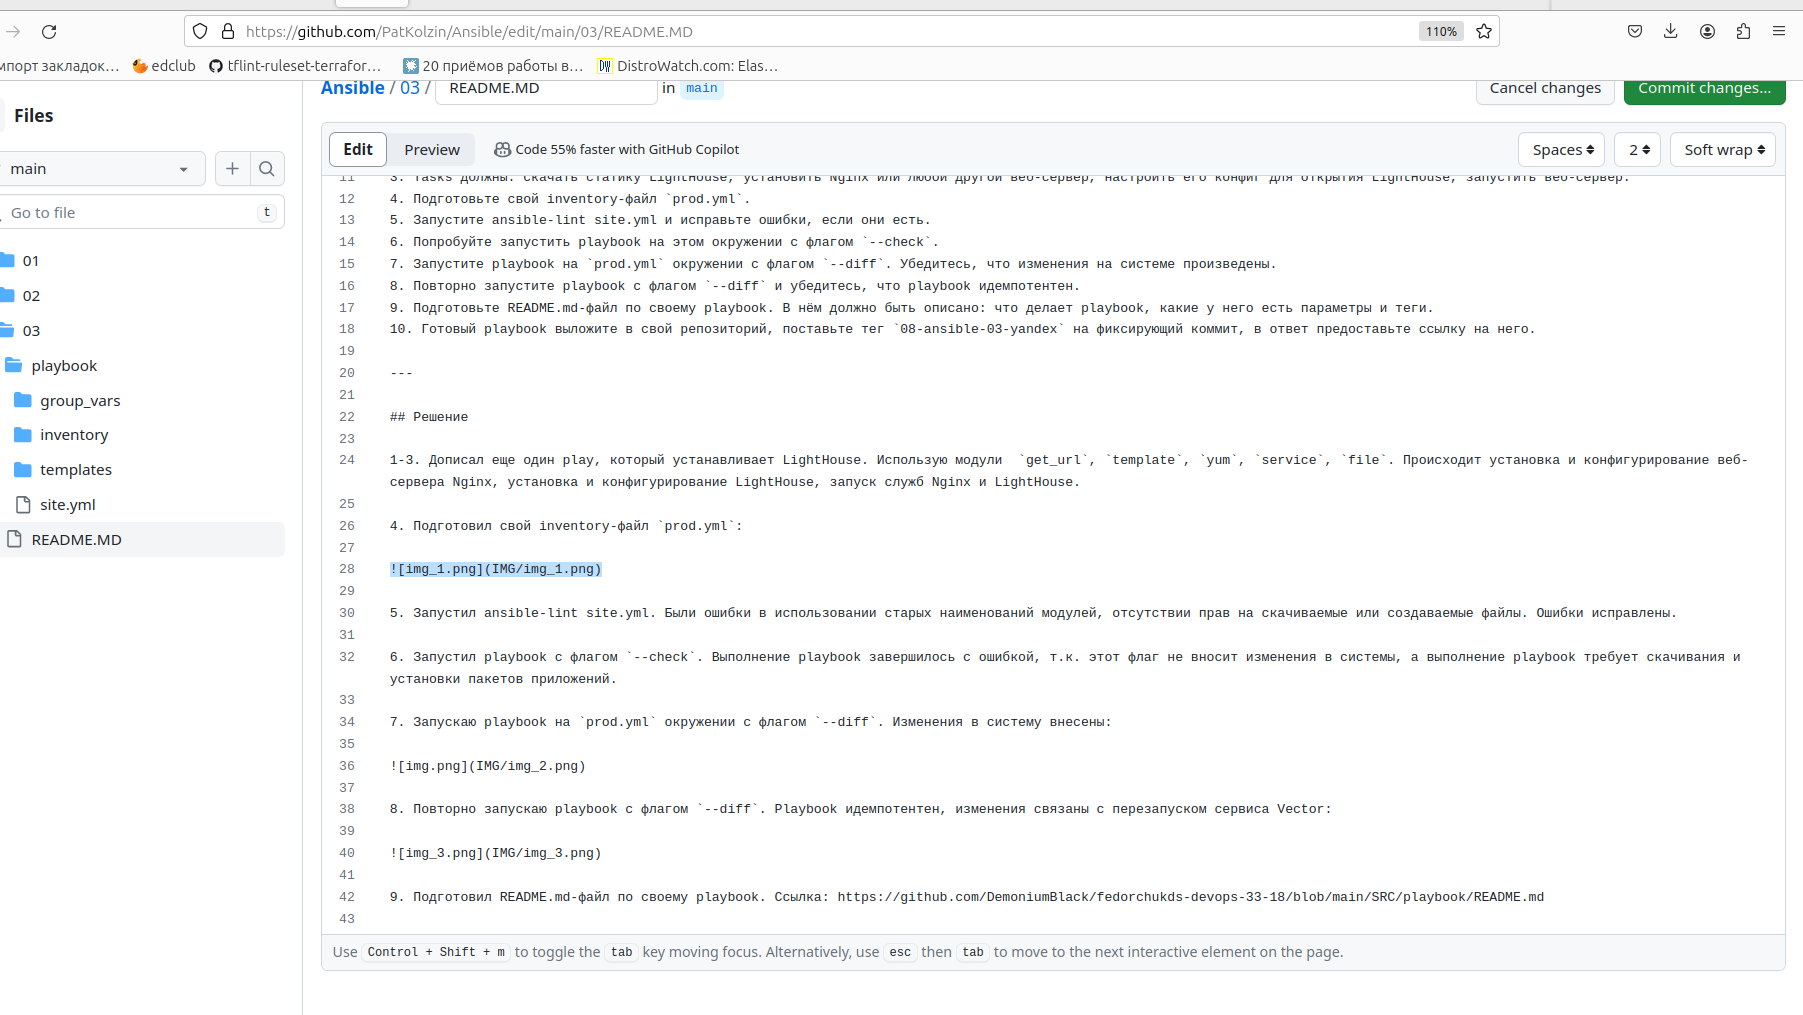 https://github.com/PatKolzin/Ansible/edit/main/03/README.MD
110%
мпорт закладок…
edclub
tflint-ruleset-terrafor…
20 приёмов работы в…
DistroWatch.com: Elas…
Files
main
Go to file
t
01
02
03
playbook
group_vars
inventory
templates
site.yml
README.MD
Ansible / 03 / README.MD in main
Cancel changes
Commit changes...
Edit
Preview
Code 55% faster with GitHub Copilot
Spaces
2
Soft wrap
11 3. Tasks должны: скачать статику LightHouse, установить Nginx или любой другой веб-сервер, настроить его конфиг для открытия LightHouse, запустить веб-сервер.
12 4. Подготовьте свой inventory-файл `prod.yml`.
13 5. Запустите ansible-lint site.yml и исправьте ошибки, если они есть.
14 6. Попробуйте запустить playbook на этом окружении с флагом `--check`.
15 7. Запустите playbook на `prod.yml` окружении с флагом `--diff`. Убедитесь, что изменения на системе произведены.
16 8. Повторно запустите playbook с флагом `--diff` и убедитесь, что playbook идемпотентен.
17 9. Подготовьте README.md-файл по своему playbook. В нём должно быть описано: что делает playbook, какие у него есть параметры и теги.
18 10. Готовый playbook выложите в свой репозиторий, поставьте тег `08-ansible-03-yandex` на фиксирующий коммит, в ответ предоставьте ссылку на него.
19
20 ---
21
22 ## Решение
23
24 1-3. Дописал еще один play, который устанавливает LightHouse. Использую модули  `get_url`, `template`, `yum`, `service`, `file`. Происходит установка и конфигурирование веб-
сервера Nginx, установка и конфигурирование LightHouse, запуск служб Nginx и LightHouse.
25
26 4. Подготовил свой inventory-файл `prod.yml`:
27
28 ![img_1.png](IMG/img_1.png)
29
30 5. Запустил ansible-lint site.yml. Были ошибки в использовании старых наименований модулей, отсутствии прав на скачиваемые или создаваемые файлы. Ошибки исправлены.
31
32 6. Запустил playbook с флагом `--check`. Выполнение playbook завершилось с ошибкой, т.к. этот флаг не вносит изменения в системы, а выполнение playbook требует скачивания и
установки пакетов приложений.
33
34 7. Запускаю playbook на `prod.yml` окружении с флагом `--diff`. Изменения в систему внесены:
35
36 ![img.png](IMG/img_2.png)
37
38 8. Повторно запускаю playbook с флагом `--diff`. Playbook идемпотентен, изменения связаны с перезапуском сервиса Vector:
39
40 ![img_3.png](IMG/img_3.png)
41
42 9. Подготовил README.md-файл по своему playbook. Ссылка: https://github.com/DemoniumBlack/fedorchukds-devops-33-18/blob/main/SRC/playbook/README.md
43
Use Control + Shift + m to toggle the tab key moving focus. Alternatively, use esc then tab to move to the next interactive element on the page.